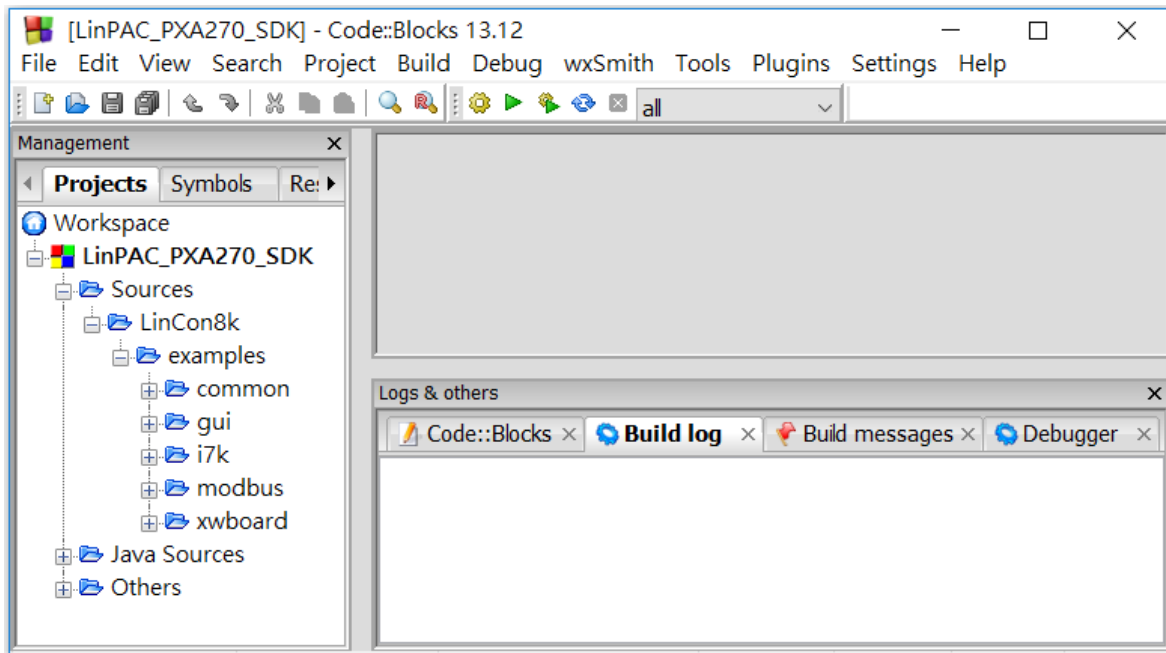 [LinPAC_PXA270_SDK] - Code::Blocks 13.12
File Edit View Search Project Build Debug wxSmith Tools Plugins Settings Help
all
Management
Projects Symbols Re
Workspace
LinPAC_PXA270_SDK
Sources
LinCon8k
examples
common
gui
i7k
modbus
xwboard
Java Sources
Others
Logs & others
Code::Blocks Build log Build messages Debugger